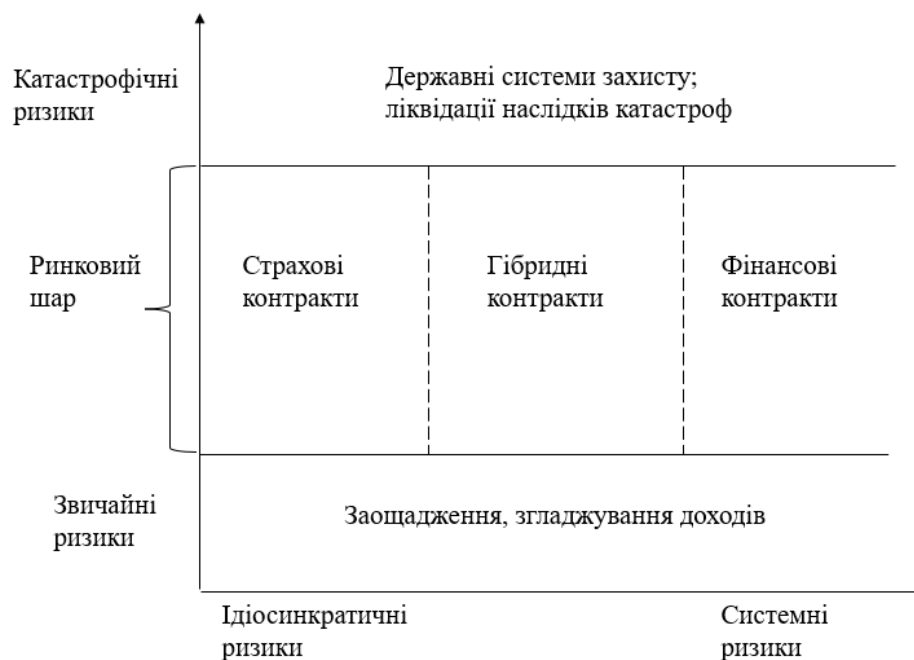 Катастрофічні
ризики
Державні системи захисту;
ліквідації наслідків катастроф
Ринковий
шар
Страхові
контракти
Гібридні
контракти
Фінансові
контракти
Звичайні
ризики
Заощадження, згладжування доходів
Ідіосинкратичні
ризики
Системні
ризики